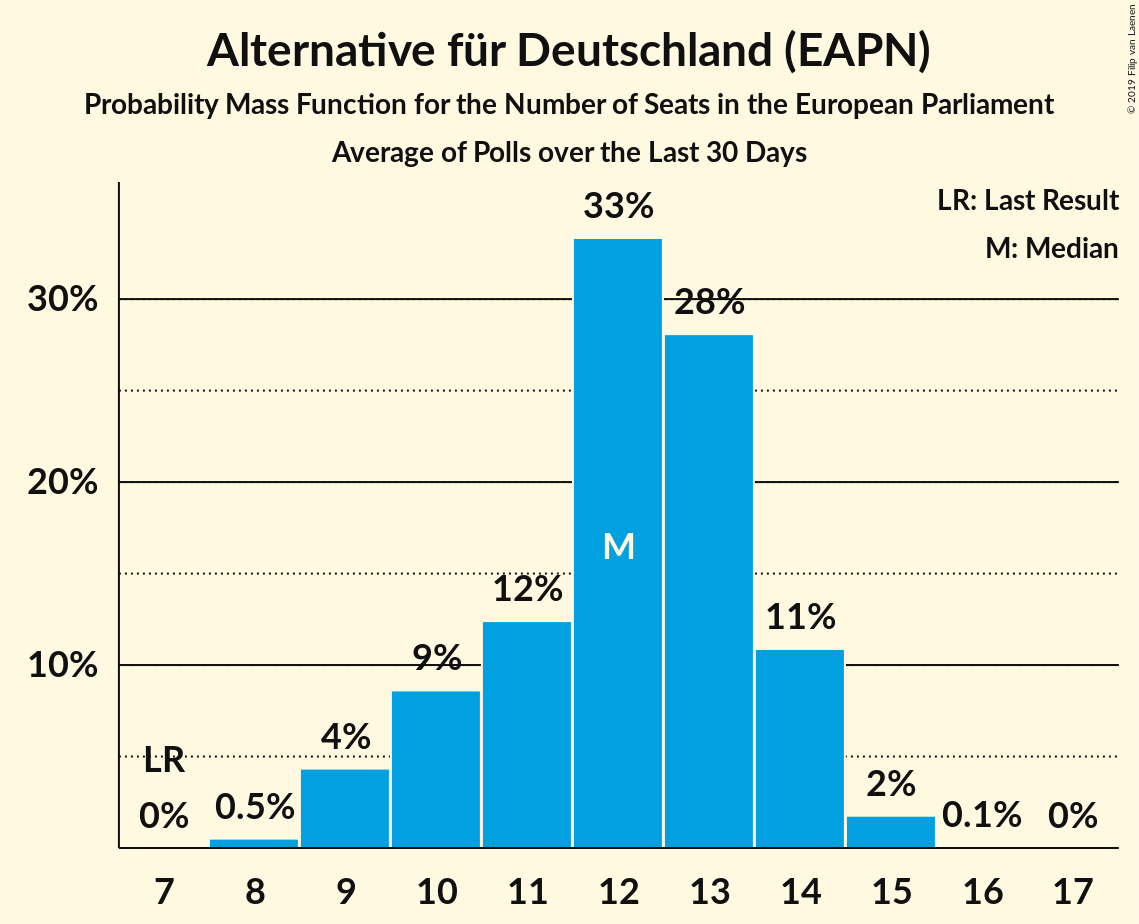 Alternative für Deutschland (EAPN)
Probability Mass Function for the Number of Seats in the European Parliament
Average of Polls over the Last 30 Days
© 2019 Filip van Laenen
LR: Last Result
M: Median
33%
28%
30%
20%
M
12%
11%
10%
9%
4%
LR
2%
0%
0.5%
0.1%
0%
7 8 9 10 11 12 13 14 15 16 17